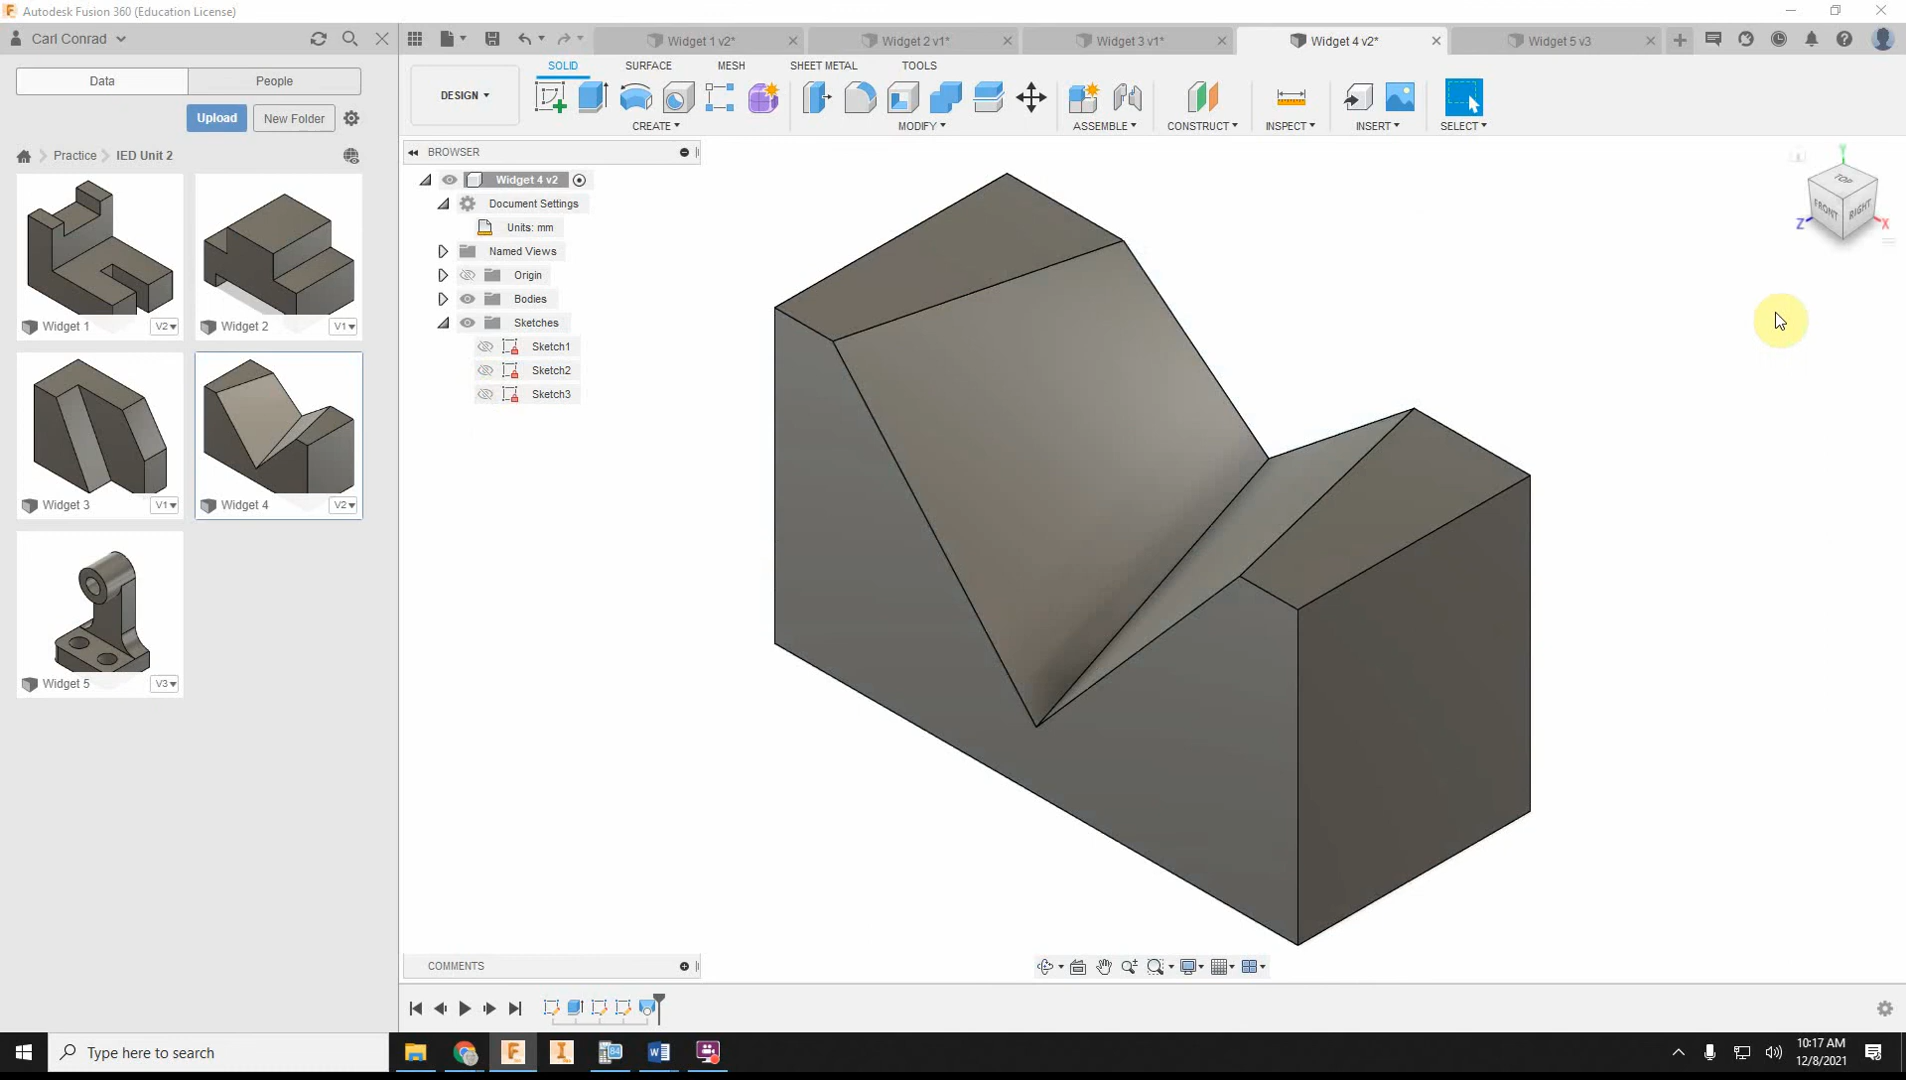 Autodesk Fusion 360 (Education License)
Carl Conrad
Widget 1 v2*
Widget 2 v1*
Widget 3 v1*
Widget 4 v2*
Widget 5 v3
Data
People
SOLID
SURFACE
MESH
SHEET METAL
TOOLS
DESIGN
CREATE
MODIFY
ASSEMBLE
CONSTRUCT
INSPECT
INSERT
SELECT
Upload
New Folder
Practice
IED Unit 2
BROWSER
Widget 4 v2
Document Settings
Units: mm
Named Views
Origin
Bodies
Sketches
Sketch1
Sketch2
Sketch3
Widget 1
V2
Widget 2
V1
Widget 3
V1
Widget 4
V2
Widget 5
V3
TOP
FRONT
RIGHT
Z
Y
X
COMMENTS
Type here to search
10:17 AM
12/8/2021